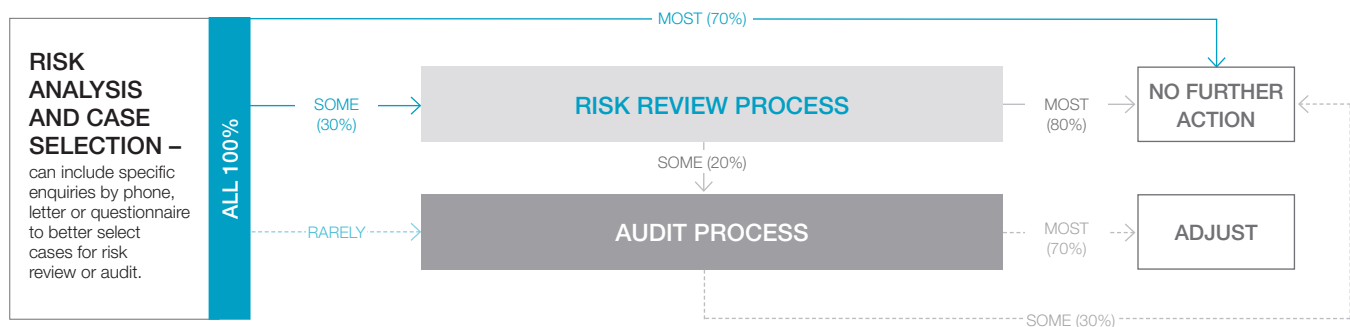 MOST (70%)
RISK
ANALYSIS
AND CASE
SELECTION –
can include specific
enquiries by phone,
letter or questionnaire
to better select
cases for risk
review or audit.
ALL 100%
SOME
(30%)
RISK REVIEW PROCESS
MOST
(80%)
NO FURTHER
ACTION
SOME (20%)
RARELY
AUDIT PROCESS
MOST
(70%)
ADJUST
SOME (30%)